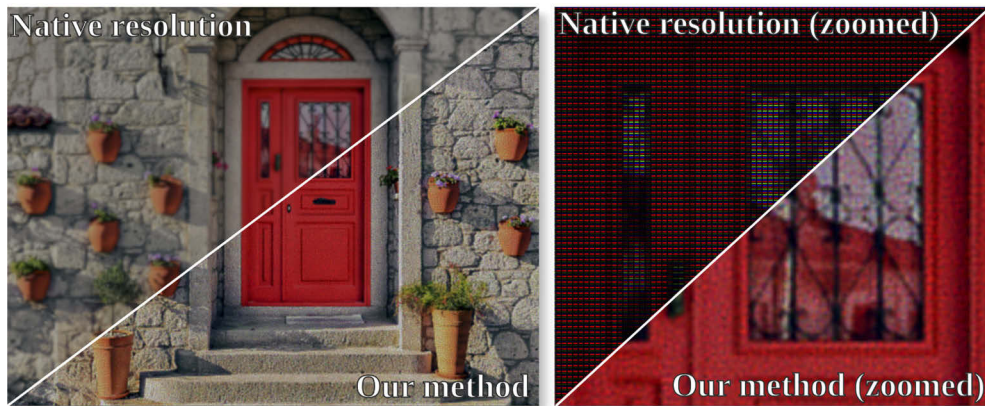 Native resolution
Our method
Native resolution (zoomed)
Our method (zoomed)